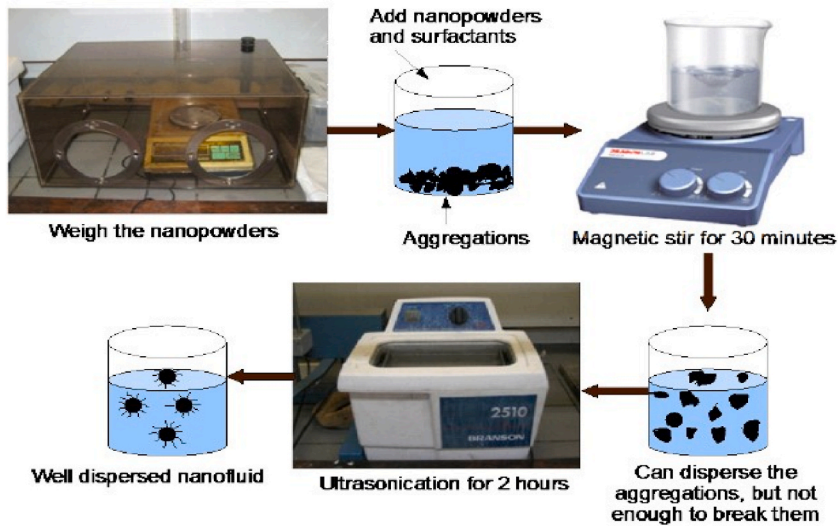 Add nanopowders
and surfactants
Weigh the nanopowders
Aggregations
Magnetic stir for 30 minutes
2510
BRANSON
Well dispersed nanofluid
Ultrasonication for 2 hours
Can disperse the
aggregations, but not
enough to break them